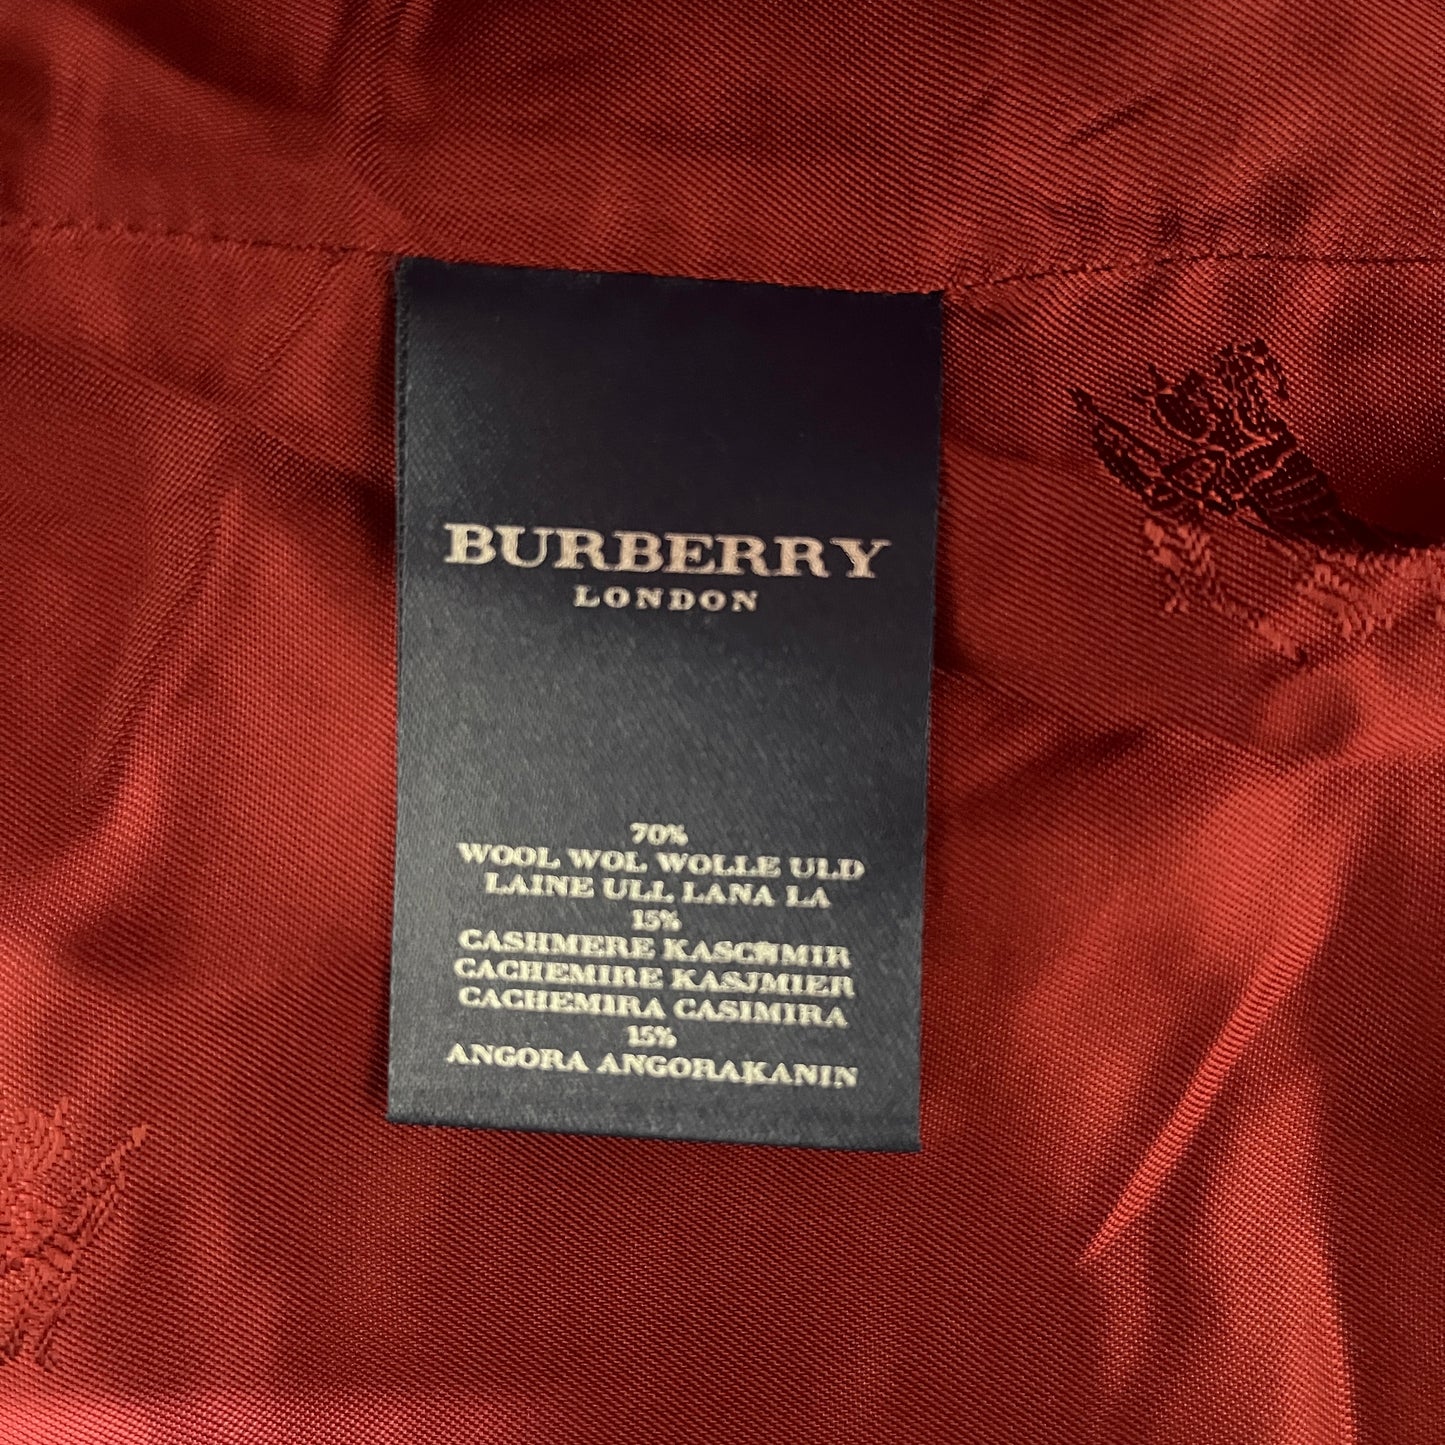 BURBERRY
LONDON
70%
WOOL WOL WOLLE ULD
LAINE ULL LANA LA
15%
CASHMERE KASCHMIR
CACHEMIRE KASJMIER
CACHEMIRA CASIMIRA
15%
ANGORA ANGORAKANIN